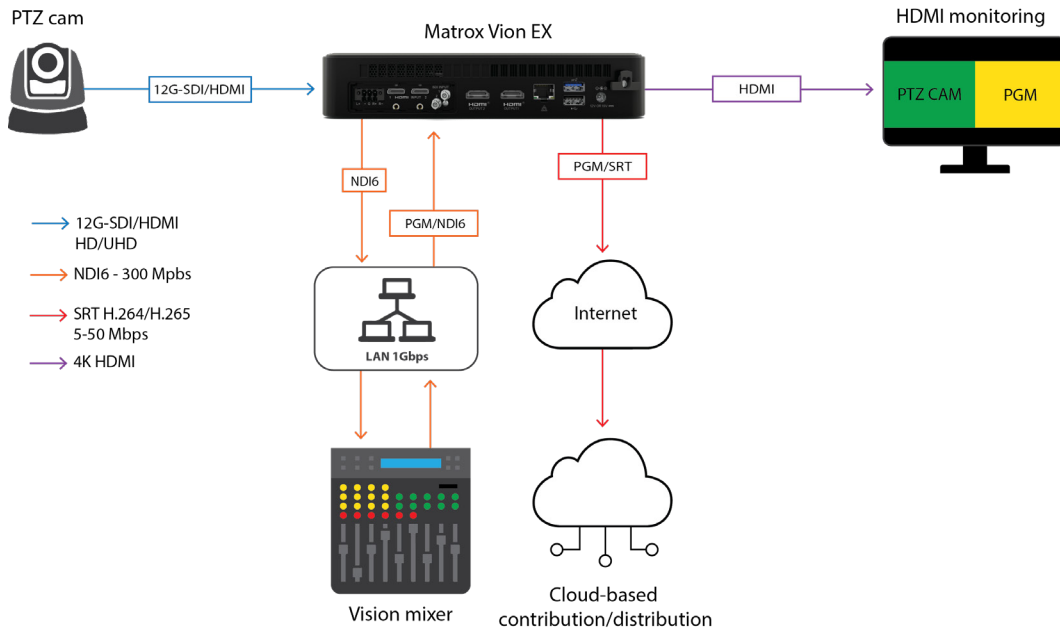 PTZ cam
Matrox Vion EX
HDMI monitoring
12G-SDI/HDMI
HDMI
PTZ CAM
PGM
NDI6
PGM/NDI6
PGM/SRT
12G-SDI/HDMI
HD/UHD
NDI6 - 300 Mpbs
SRT H.264/H.265
5-50 Mbps
4K HDMI
LAN 1Gbps
Internet
Vision mixer
Cloud-based
contribution/distribution